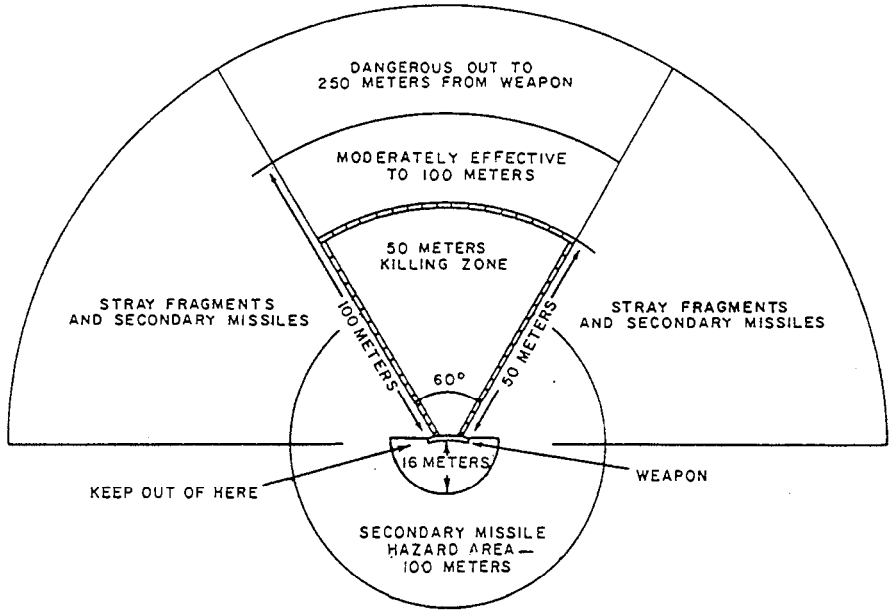 DANGEROUS OUT TO
250 METERS FROM WEAPON
MODERATELY EFFECTIVE
TO 100 METERS
50 METERS
KILLING ZONE
STRAY FRAGMENTS
AND SECONDARY MISSILES
100 METERS
50 METERS
STRAY FRAGMENTS
AND SECONDARY MISSILES
60°
16 METERS
KEEP OUT OF HERE
WEAPON
SECONDARY MISSILE
HAZARD AREA—
100 METERS